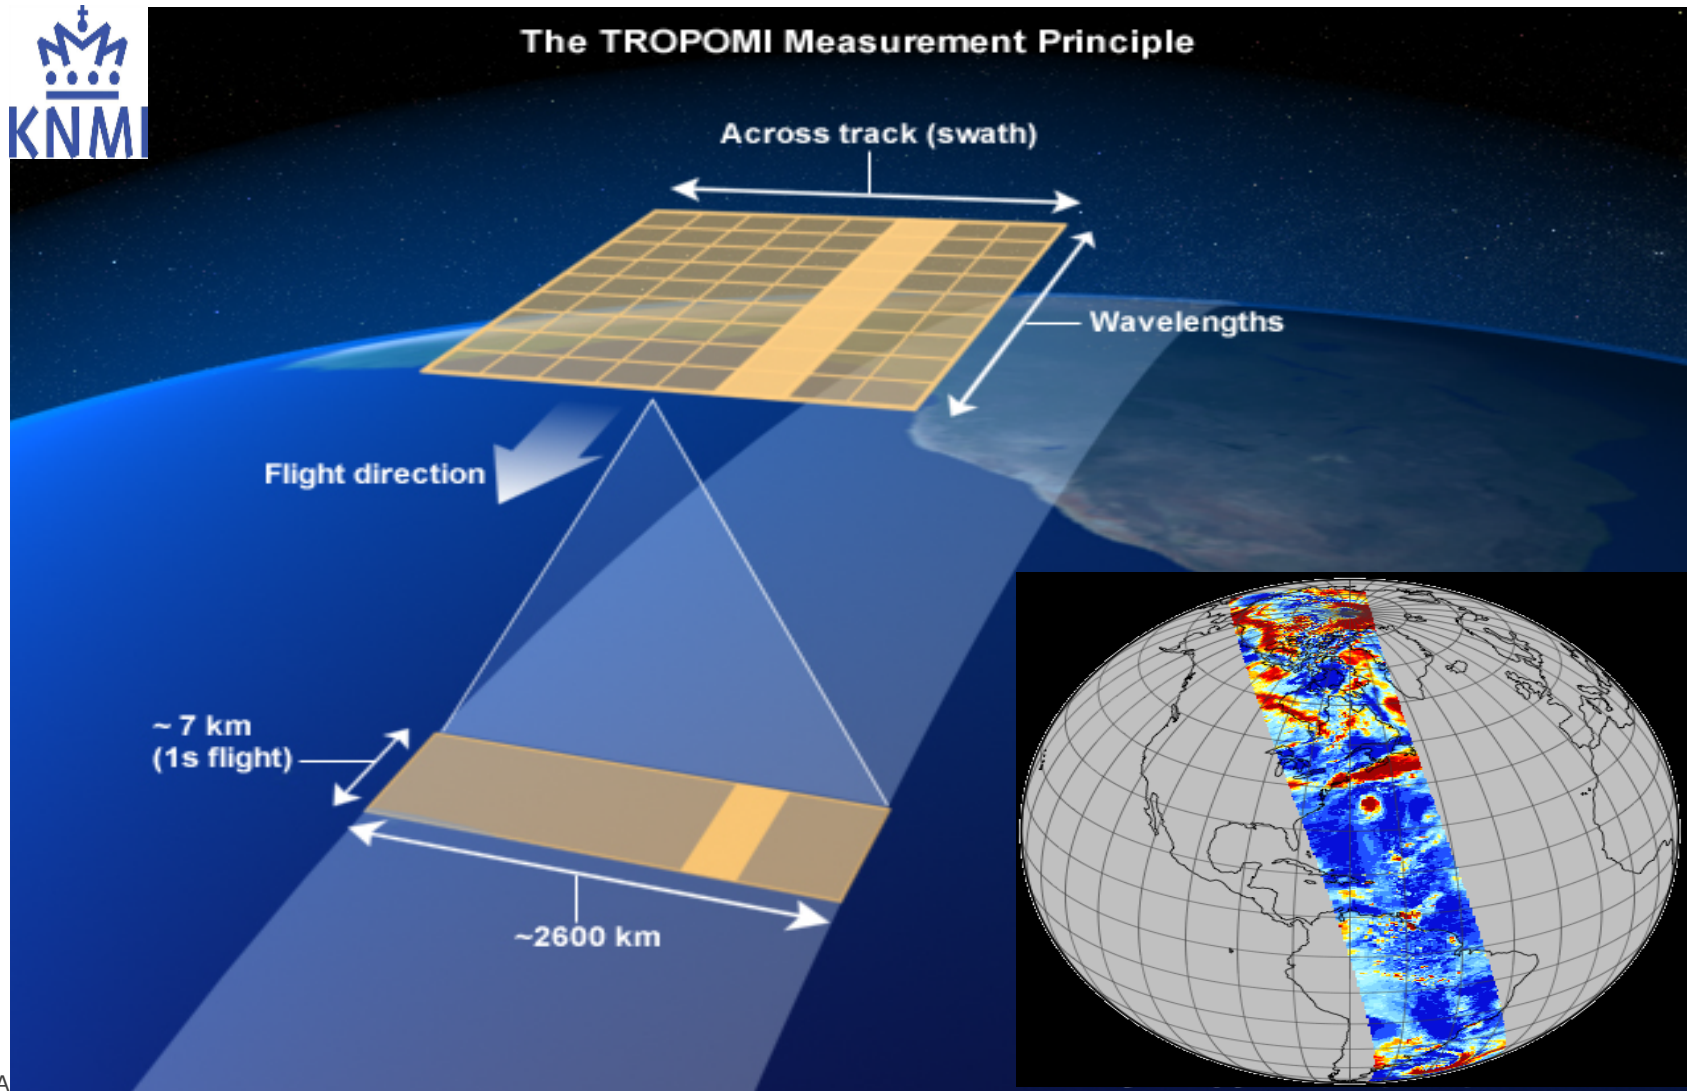 KNMI
The TROPOMI Measurement Principle
Across track (swath)
Wavelengths
Flight direction
~ 7 km
(1s flight)
~2600 km
A